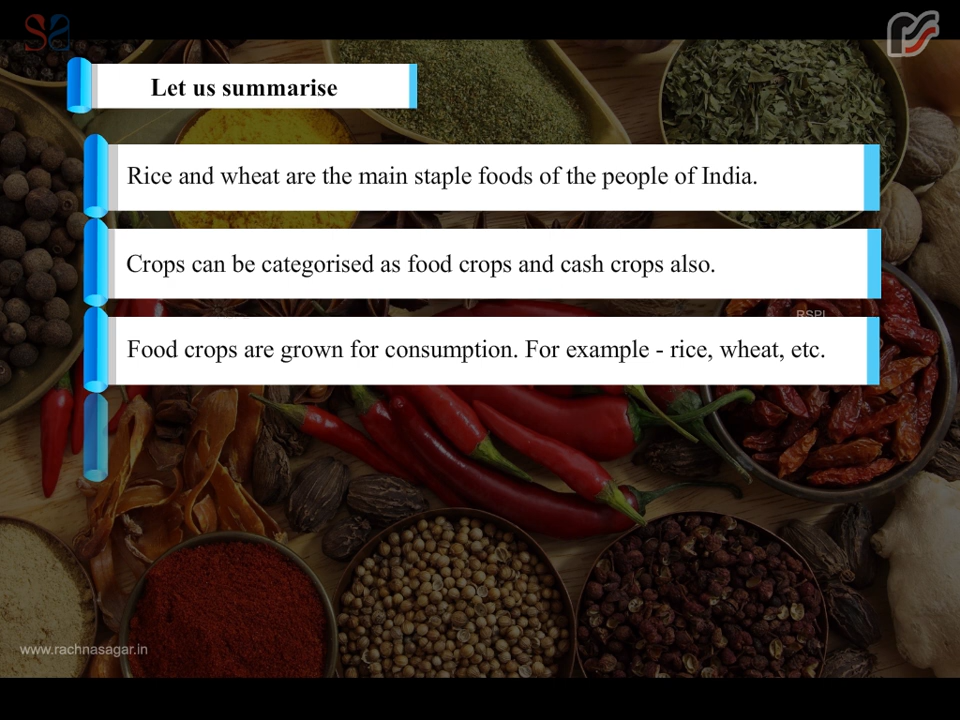 Let us summarise
Rice and wheat are the main staple foods of the people of India.
Crops can be categorised as food crops and cash crops also.
RSPL
Food crops are grown for consumption. For example - rice, wheat, etc.
www.rachnasagar.in